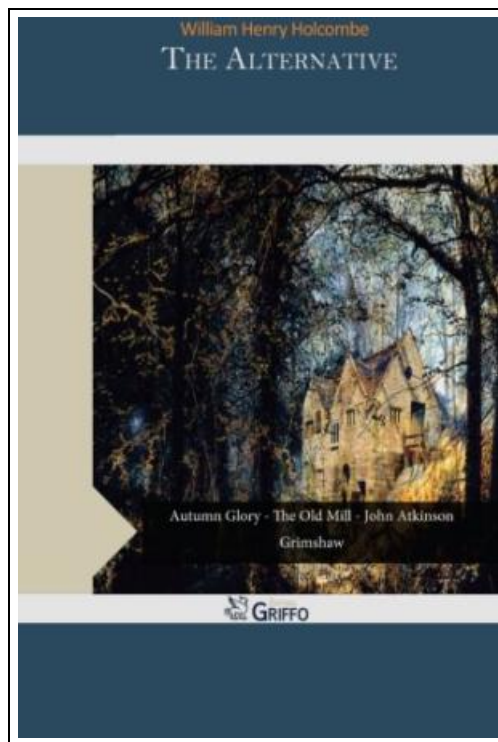 William Henry Holcombe
THE ALTERNATIVE
Autumn Glory - The Old Mill - John Atkinson
Grimshaw
GRIFFO